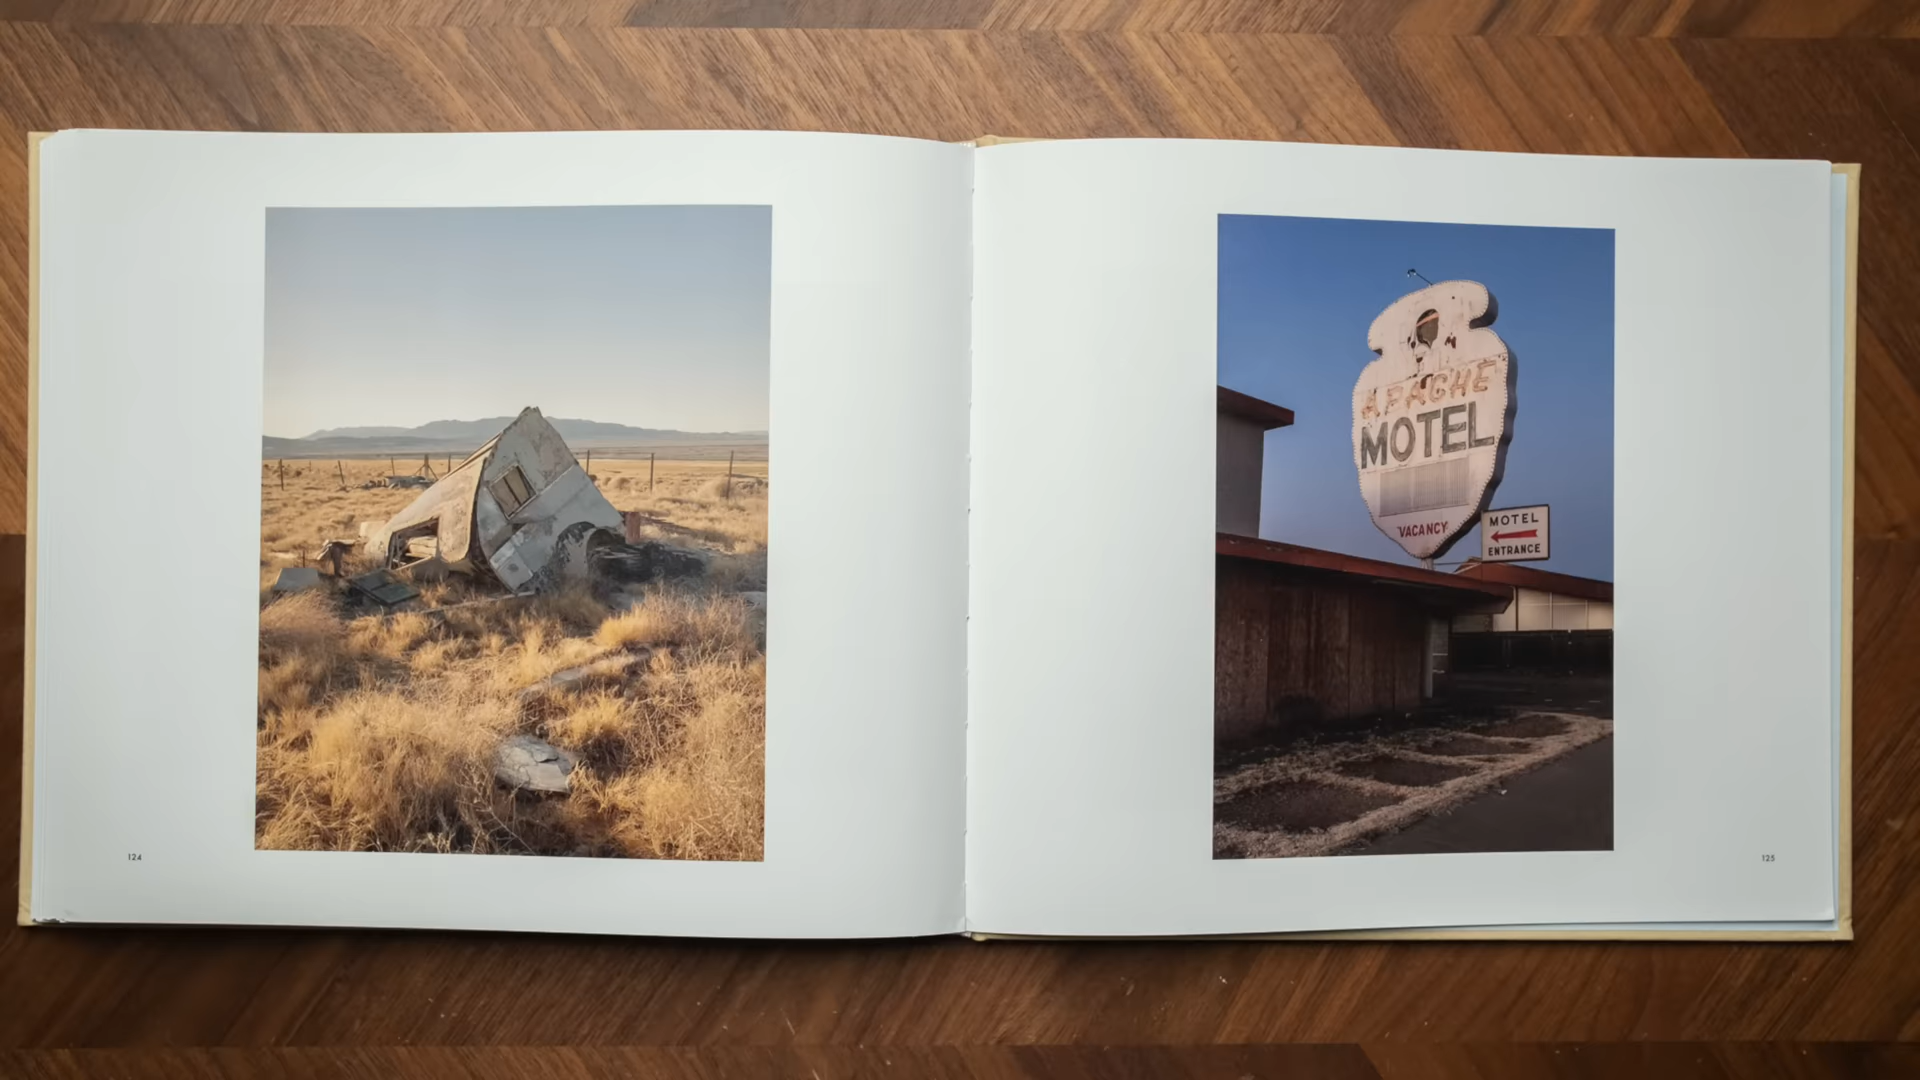 124
APACHE
MOTEL
VACANCY
MOTEL
ENTRANCE
125